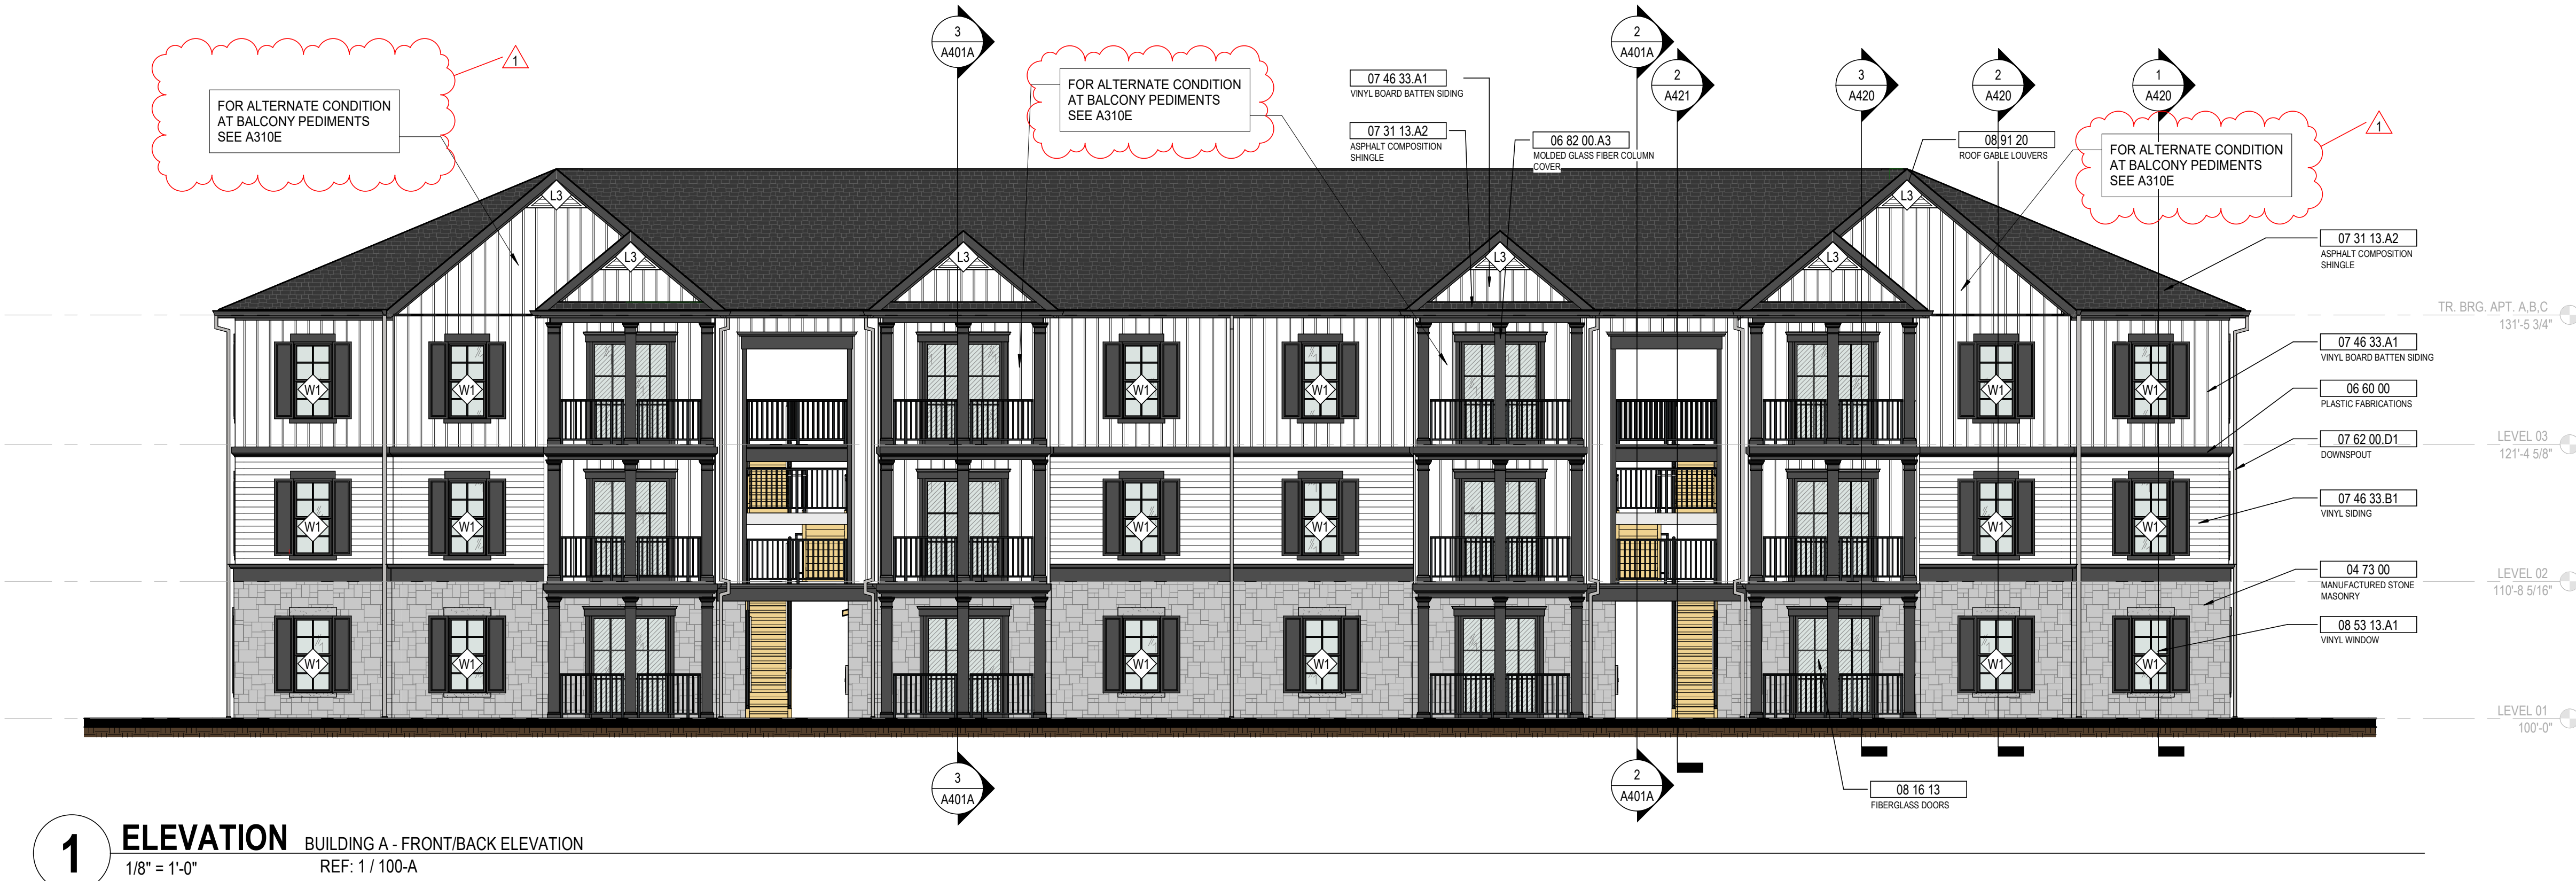 3
A401A
2
A401A
1
FOR ALTERNATE CONDITION
AT BALCONY PEDIMENTS
SEE A310E
FOR ALTERNATE CONDITION
AT BALCONY PEDIMENTS
SEE A310E
07 46 33.A1
VINYL BOARD BATTEN SIDING
07 31 13.A2
ASPHALT COMPOSITION
SHINGLE
06 82 00.A3
MOLDED GLASS FIBER COLUMN
COVER
2
A421
3
A420
2
A420
1
A420
08 91 20
ROOF GABLE LOUVERS
1
FOR ALTERNATE CONDITION
AT BALCONY PEDIMENTS
SEE A310E
L3
L3
L3
L3
L3
L3
07 31 13.A2
ASPHALT COMPOSITION
SHINGLE
TR. BRG. APT. A,B,C
131'-5 3/4"
07 46 33.A1
VINYL BOARD BATTEN SIDING
W1
W1
W1
W1
W1
W1
06 60 00
PLASTIC FABRICATIONS
07 62 00.D1
DOWNSPOUT
LEVEL 03
121'-4 5/8"
07 46 33.B1
VINYL SIDING
W1
W1
W1
W1
W1
W1
04 73 00
MANUFACTURED STONE
MASONRY
LEVEL 02
110'-8 5/16"
08 53 13.A1
VINYL WINDOW
W1
W1
W1
W1
W1
W1
LEVEL 01
100'-0"
3
A401A
2
A401A
08 16 13
FIBERGLASS DOORS
1
ELEVATION BUILDING A - FRONT/BACK ELEVATION
1/8" = 1'-0" REF: 1 / 100-A